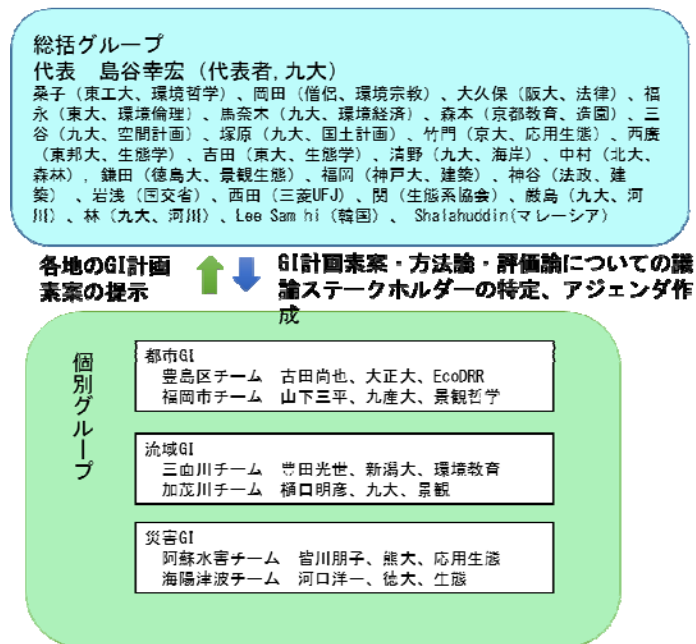 総括グループ
代表　島谷幸宏（代表者，九大）
桑子（東工大、環境哲学）、岡田（僧侶、環境宗教）、大久保（阪大、法律）、福
永（東大、環境倫理）、馬奈木（九大、環境経済）、森本（京都教育、造園）、三
谷（九大、空間計画）、塚原（九大、国土計画）、竹門（京大、応用生態）、西廣
（東邦大、生態学）、吉田（東大、生態学）、清野（九大、海岸）、中村（北大、
森林）, 鎌田（徳島大、景観生態）、福岡（神戸大、建築）、神谷（法政、建
築）、岩浅（国交省）、西田（三菱UFJ）、関（生態系協会）、厳島（九大、河
川）、林（九大、河川）、Lee Sam hi（韓国）、Shalahuddin(マレーシア）
各地のGI計画
素案の提示
GI計画素案・方法論・評価論についての議
論ステークホルダーの特定、アジェンダ作
成
個別グループ
都市GI
豊島区チーム　古田尚也、大正大、EcoDRR
福岡市チーム　山下三平、九産大、景観哲学
流域GI
三面川チーム　豊田光世、新潟大、環境教育
加茂川チーム　樋口明彦、九大、景観
災害GI
阿蘇水害チーム　皆川朋子、熊大、応用生態
海陽津波チーム　河口洋一、徳大、生態